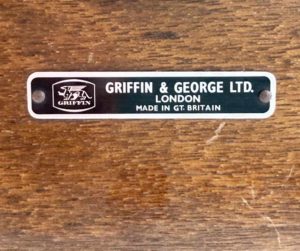 GRIFFIN & GEORGE LTD.
LONDON
MADE IN GT. BRITAIN
GRIFFIN